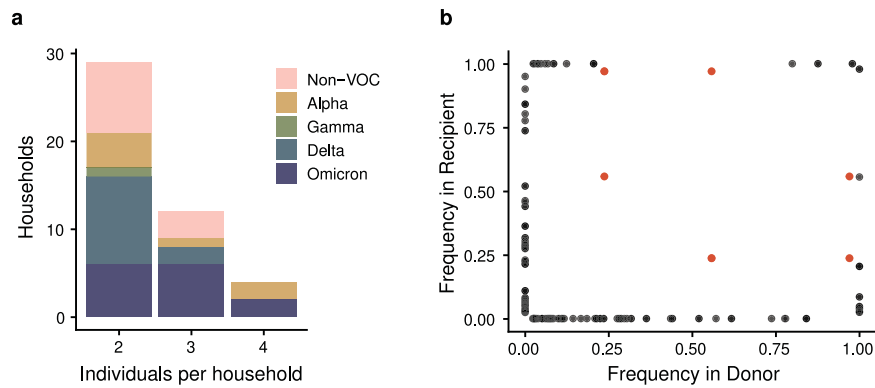 a
30
20
10
0
Households
2
3
4
Individuals per household
Non-VOC
Alpha
Gamma
Delta
Omicron
b
1.00
0.75
0.50
0.25
0.00
Frequency in Recipient
0.00
0.25
0.50
0.75
1.00
Frequency in Donor